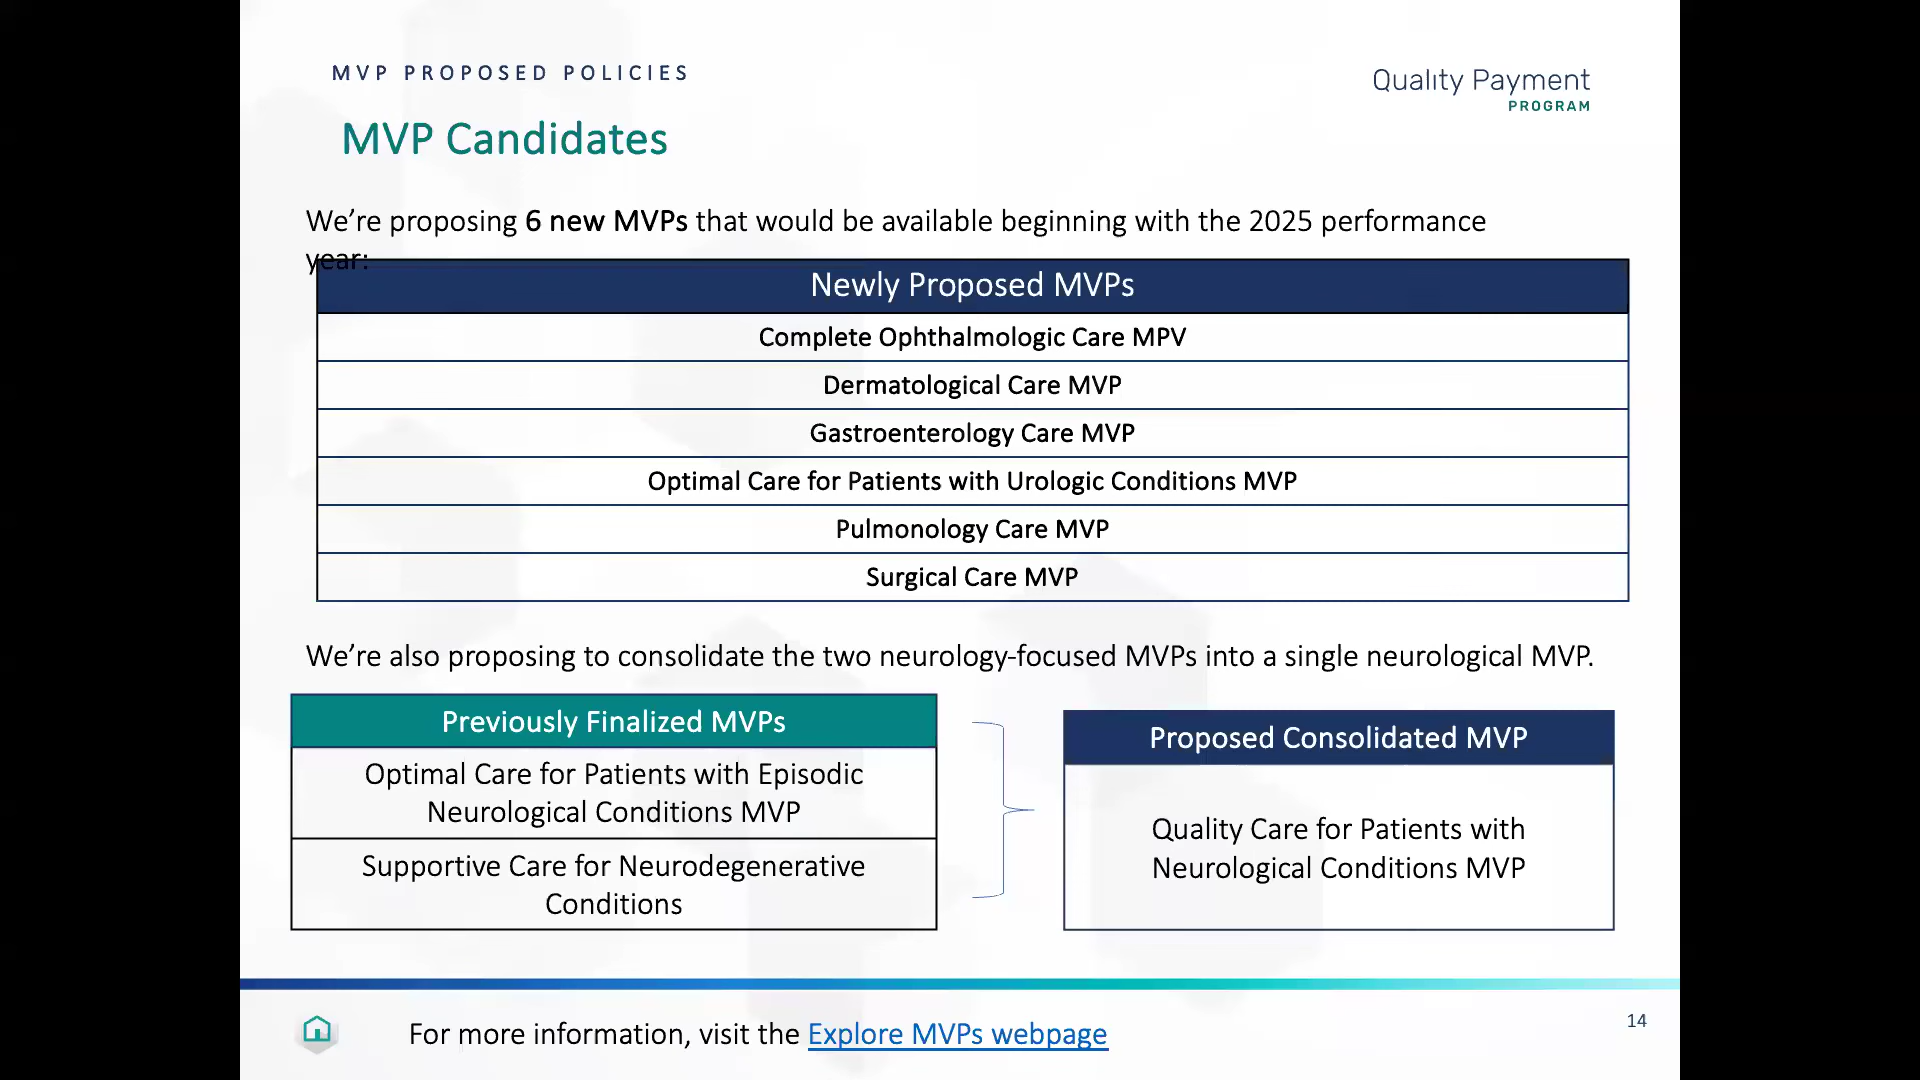 MVP PROPOSED POLICIES
Quality Payment
PROGRAM
MVP Candidates
We’re proposing 6 new MVPs that would be available beginning with the 2025 performance
year:
Newly Proposed MVPs
Complete Ophthalmologic Care MPV
Dermatological Care MVP
Gastroenterology Care MVP
Optimal Care for Patients with Urologic Conditions MVP
Pulmonology Care MVP
Surgical Care MVP
We’re also proposing to consolidate the two neurology-focused MVPs into a single neurological MVP.
Previously Finalized MVPs
Optimal Care for Patients with Episodic
Neurological Conditions MVP
Supportive Care for Neurodegenerative
Conditions
Proposed Consolidated MVP
Quality Care for Patients with
Neurological Conditions MVP
For more information, visit the Explore MVPs webpage
14